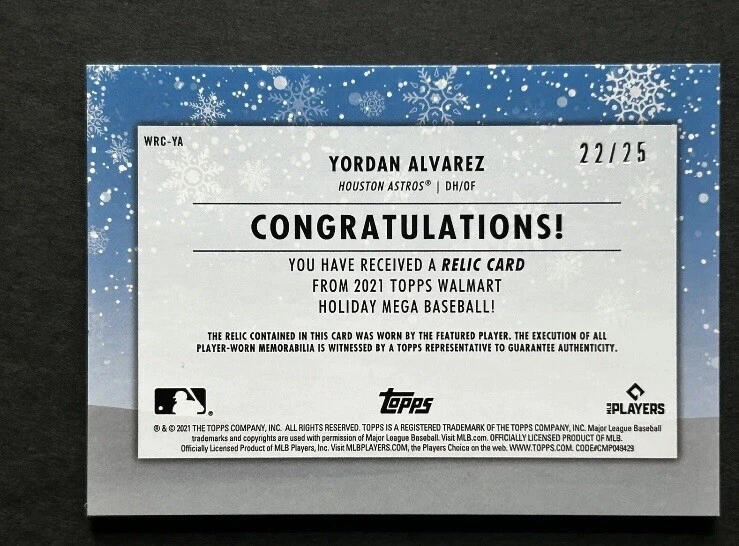 WRC-YA
22/25
YORDAN ALVAREZ
HOUSTON ASTROS® | DH/OF
CONGRATULATIONS!
YOU HAVE RECEIVED A RELIC CARD
FROM 2021 TOPPS WALMART
HOLIDAY MEGA BASEBALL!
THE RELIC CONTAINED IN THIS CARD WAS WORN BY THE FEATURED PLAYER. THE EXECUTION OF ALL
PLAYER-WORN MEMORABILIA IS WITNESSED BY A TOPPS REPRESENTATIVE TO GUARANTEE AUTHENTICITY.
topps
MLB PLAYERS
® & © 2021 THE TOPPS COMPANY, INC. ALL RIGHTS RESERVED. TOPPS IS A REGISTERED TRADEMARK OF THE TOPPS COMPANY, INC. Major League Baseball
trademarks and copyrights are used with permission of Major League Baseball. Visit MLB.com. OFFICIALLY LICENSED PRODUCT OF MLB.
Officially Licensed Product of MLB Players, Inc. Visit MLBPLAYERS.COM, the Players Choice on the web. WWW.TOPPS.COM. CODE#CMP049429